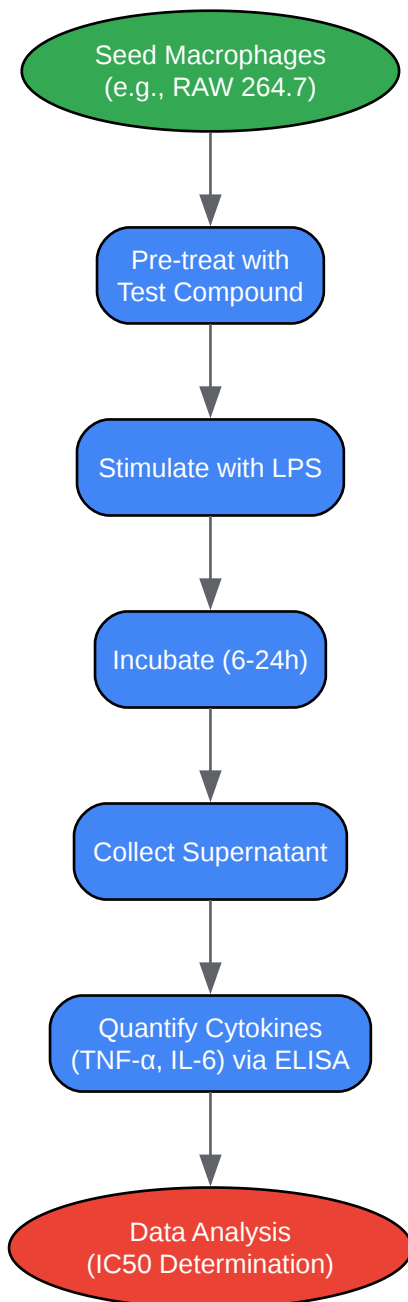 Seed Macrophages
(e.g., RAW 264.7)
Pre-treat with
Test Compound
Stimulate with LPS
Incubate (6-24h)
Collect Supernatant
Quantify Cytokines
(TNF-α, IL-6) via ELISA
Data Analysis
(IC50 Determination)